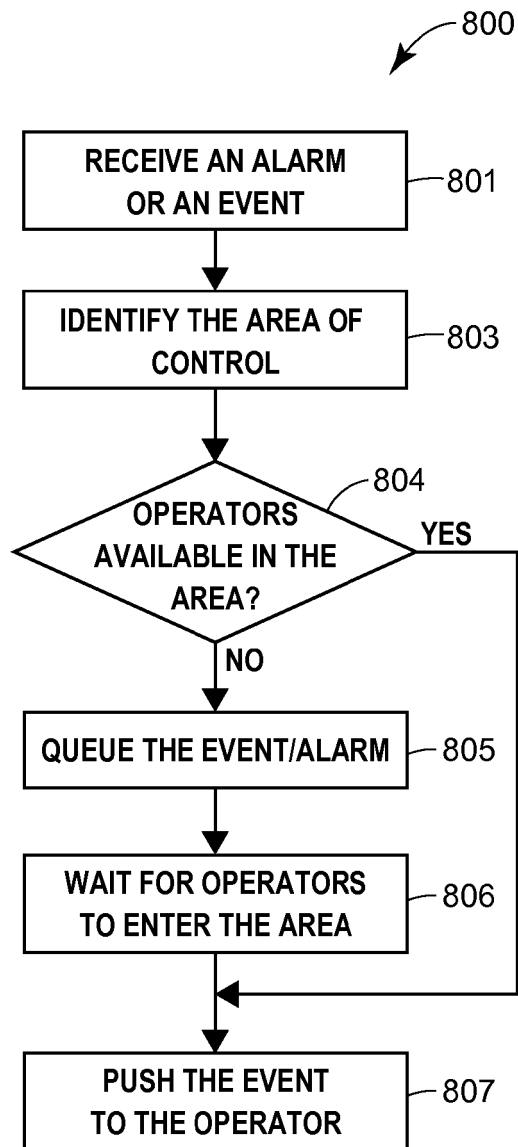 800
RECEIVE AN ALARM
OR AN EVENT
801
IDENTIFY THE AREA OF
CONTROL
803
804
OPERATORS
AVAILABLE IN THE
AREA?
YES
NO
QUEUE THE EVENT/ALARM
805
WAIT FOR OPERATORS
TO ENTER THE AREA
806
PUSH THE EVENT
TO THE OPERATOR
807